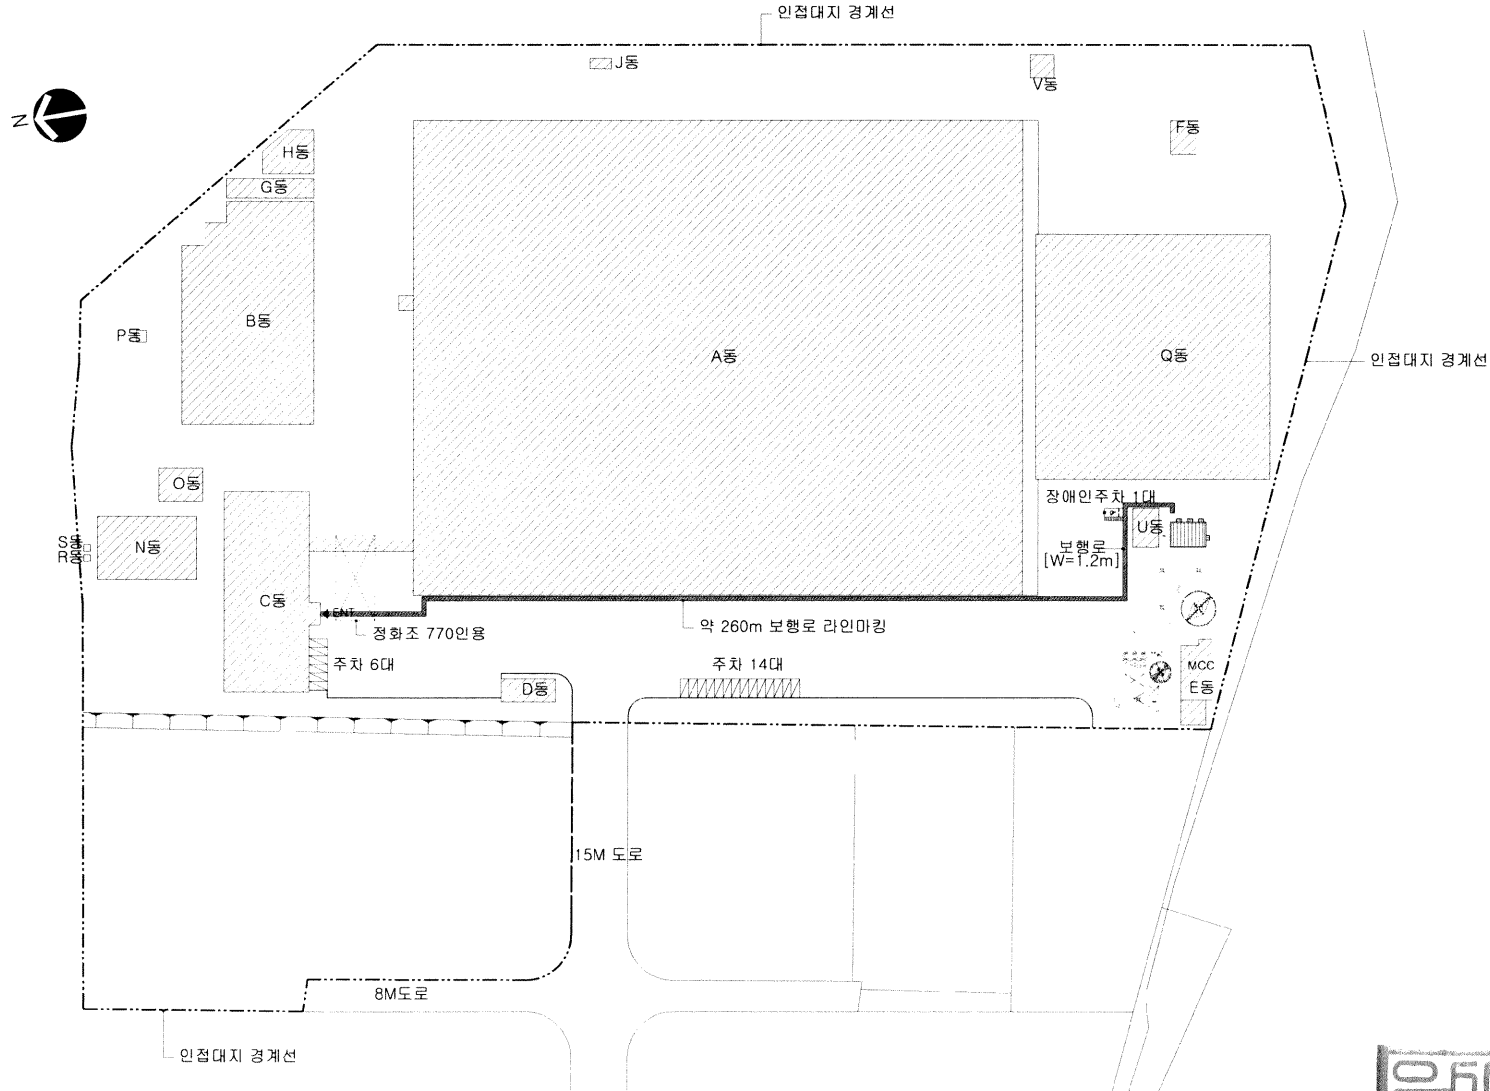 인접대지 경계선
J동
V동
N
F동
H동
G동
B동
P동
A동
Q동
인접대지 경계선
O동
장애인주차 1대
U동
S동
R동
N동
보행로
[W=1.2m]
C동
ENT
정화조 770인용
약 260m 보행로 라인마킹
주차 6대
주차 14대
MCC
D동
E동
15M 도로
8M도로
인접대지 경계선